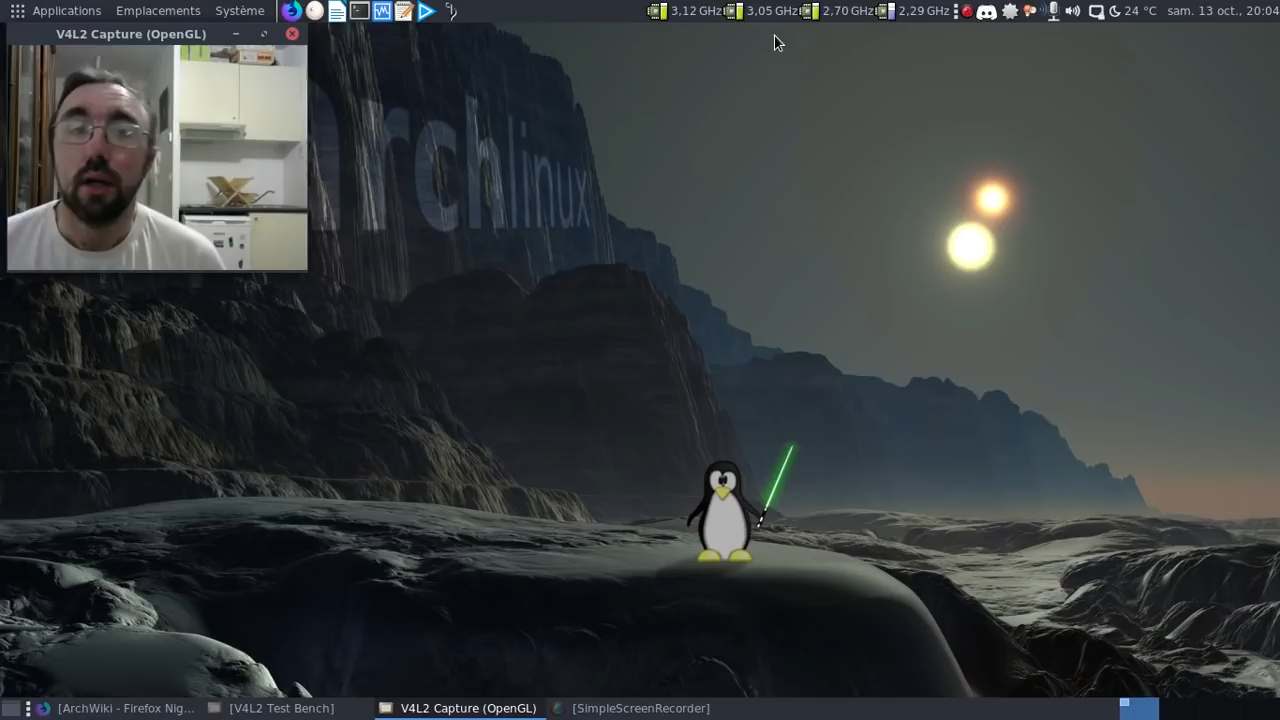 Applications Emplacements Système 3,12 GHz 3,05 GHz 2,70 GHz 2,29 GHz 24 °C sam. 13 oct., 20:04
V4L2 Capture (OpenGL)
archlinux
[ArchWiki - Firefox Nig... [V4L2 Test Bench] V4L2 Capture (OpenGL) [SimpleScreenRecorder]